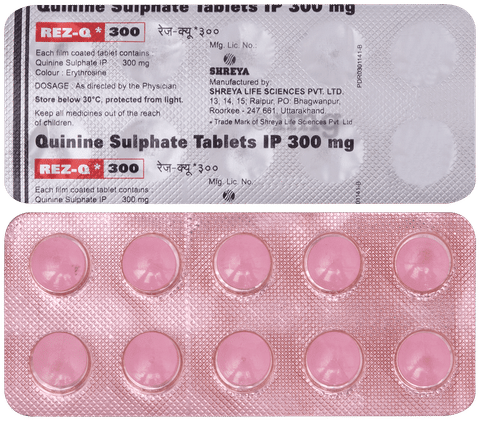 Quinine Sulphate Tablets IP 300 mg
REZ-Q * 300 रेज-क्यू *३००
Each film coated tablet contains :
Quinine Sulphate IP 300 mg
Colour : Erythrosine
DOSAGE : As directed by the Physician
Store below 30°C, protected from light.
Keep all medicines out of the reach
of children.
Mfg. Lic. No.:
SHREYA
Manufactured by :
SHREYA LIFE SCIENCES PVT. LTD.
13, 14, 15; Raipur, PO: Bhagwanpur,
Roorkee - 247 661, Uttarakhand.
* Trade Mark of Shreya Life Sciences Pvt. Ltd
PDR0301141-B
Quinine Sulphate Tablets IP 300 mg
REZ-Q * 300 रेज-क्यू *३००
Each film coated tablet contains :
Quinine Sulphate IP 300 mg
Mfg. Lic. No.:
01141-B